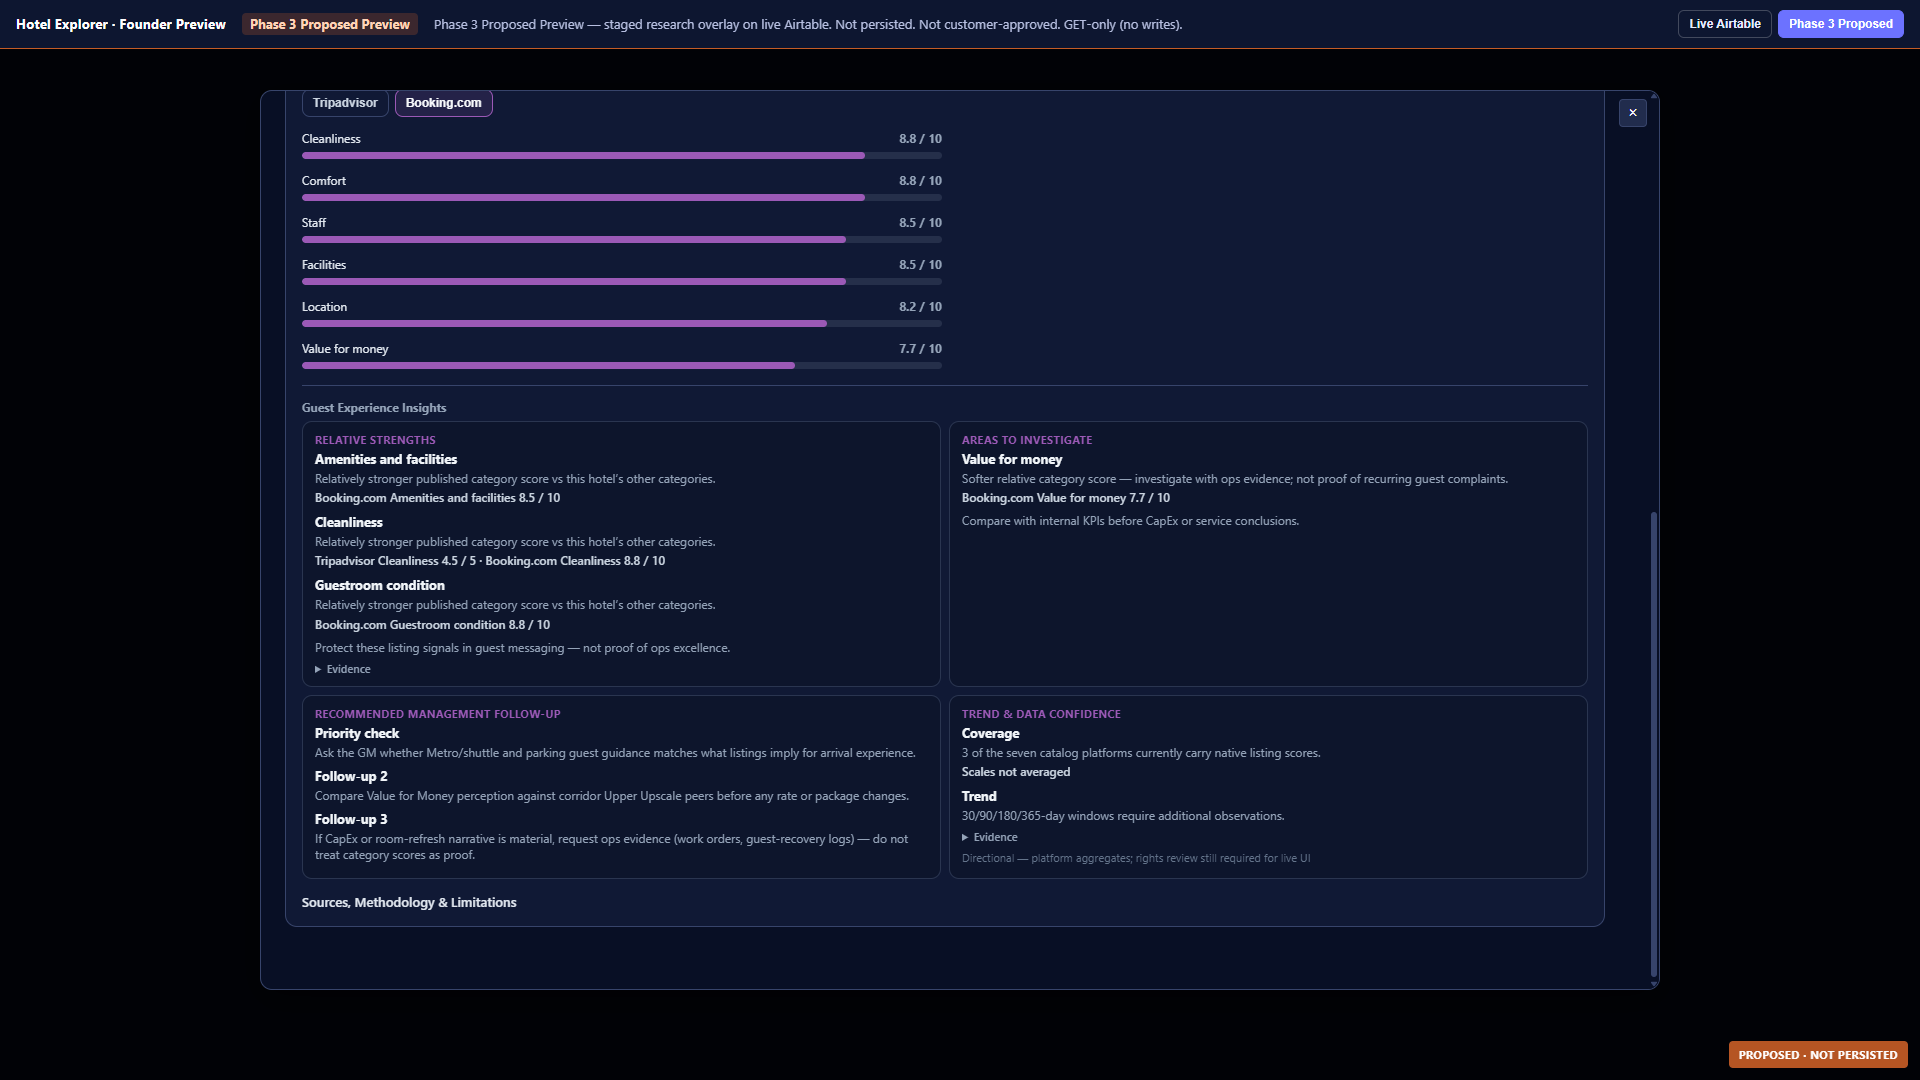 Hotel Explorer · Founder Preview
Phase 3 Proposed Preview
Phase 3 Proposed Preview — staged research overlay on live Airtable. Not persisted. Not customer-approved. GET-only (no writes).
Live Airtable
Phase 3 Proposed
Tripadvisor
Booking.com
×
Cleanliness
8.8 / 10
Comfort
8.8 / 10
Staff
8.5 / 10
Facilities
8.5 / 10
Location
8.2 / 10
Value for money
7.7 / 10
Guest Experience Insights
RELATIVE STRENGTHS
Amenities and facilities
Relatively stronger published category score vs this hotel's other categories.
Booking.com Amenities and facilities 8.5 / 10
Cleanliness
Relatively stronger published category score vs this hotel's other categories.
Tripadvisor Cleanliness 4.5 / 5 · Booking.com Cleanliness 8.8 / 10
Guestroom condition
Relatively stronger published category score vs this hotel's other categories.
Booking.com Guestroom condition 8.8 / 10
Protect these listing signals in guest messaging — not proof of ops excellence.
Evidence
AREAS TO INVESTIGATE
Value for money
Softer relative category score — investigate with ops evidence; not proof of recurring guest complaints.
Booking.com Value for money 7.7 / 10
Compare with internal KPIs before CapEx or service conclusions.
RECOMMENDED MANAGEMENT FOLLOW-UP
Priority check
Ask the GM whether Metro/shuttle and parking guest guidance matches what listings imply for arrival experience.
Follow-up 2
Compare Value for Money perception against corridor Upper Upscale peers before any rate or package changes.
Follow-up 3
If CapEx or room-refresh narrative is material, request ops evidence (work orders, guest-recovery logs) — do not
treat category scores as proof.
TREND & DATA CONFIDENCE
Coverage
3 of the seven catalog platforms currently carry native listing scores.
Scales not averaged
Trend
30/90/180/365-day windows require additional observations.
Evidence
Directional — platform aggregates; rights review still required for live UI
Sources, Methodology & Limitations
PROPOSED · NOT PERSISTED